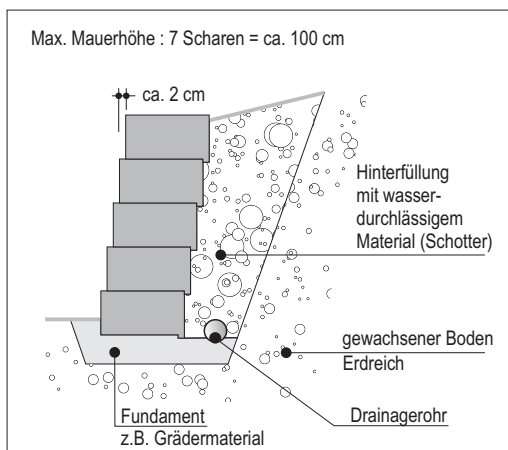 Max. Mauerhöhe : 7 Scharen = ca. 100 cm
ca. 2 cm
Hinterfüllung
mit wasser-
durchlässigem
Material (Schotter)
gewachsener Boden
Erdreich
Fundament
z.B. Grädermaterial
Drainagerohr